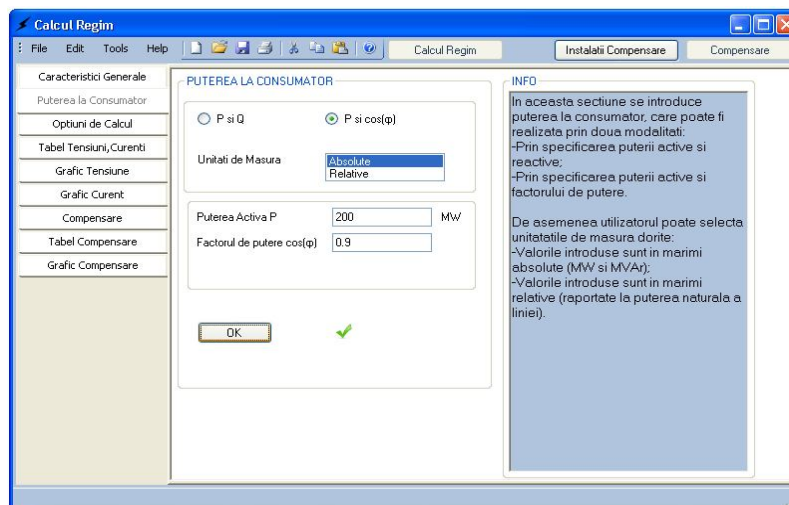 Calcul Regim
File Edit Tools Help
Calcul Regim
Instalatii Compensare
Compensare
Caracteristici Generale
Puterea la Consumator
Optiuni de Calcul
Tabel Tensiuni,Curenti
Grafic Tensiune
Grafic Curent
Compensare
Tabel Compensare
Grafic Compensare
PUTEREA LA CONSUMATOR
P si Q
P si cos(φ)
Unitati de Masura
Absolute
Relative
Puterea Activa P 200 MW
Factorul de putere cos(φ) 0.9
OK
INFO
In aceasta sectiune se introduce
puterea la consumator, care poate fi
realizata prin doua modalitati:
-Prin specificarea puterii active si
reactive;
-Prin specificarea puterii active si
factorului de putere.
De asemenea utilizatorul poate selecta
unitatatile de masura dorite:
-Valorile introduse sunt in marimi
absolute (MW si MVAr);
-Valorile introduse sunt in marimi
relative (raportate la puterea naturala a
liniei).